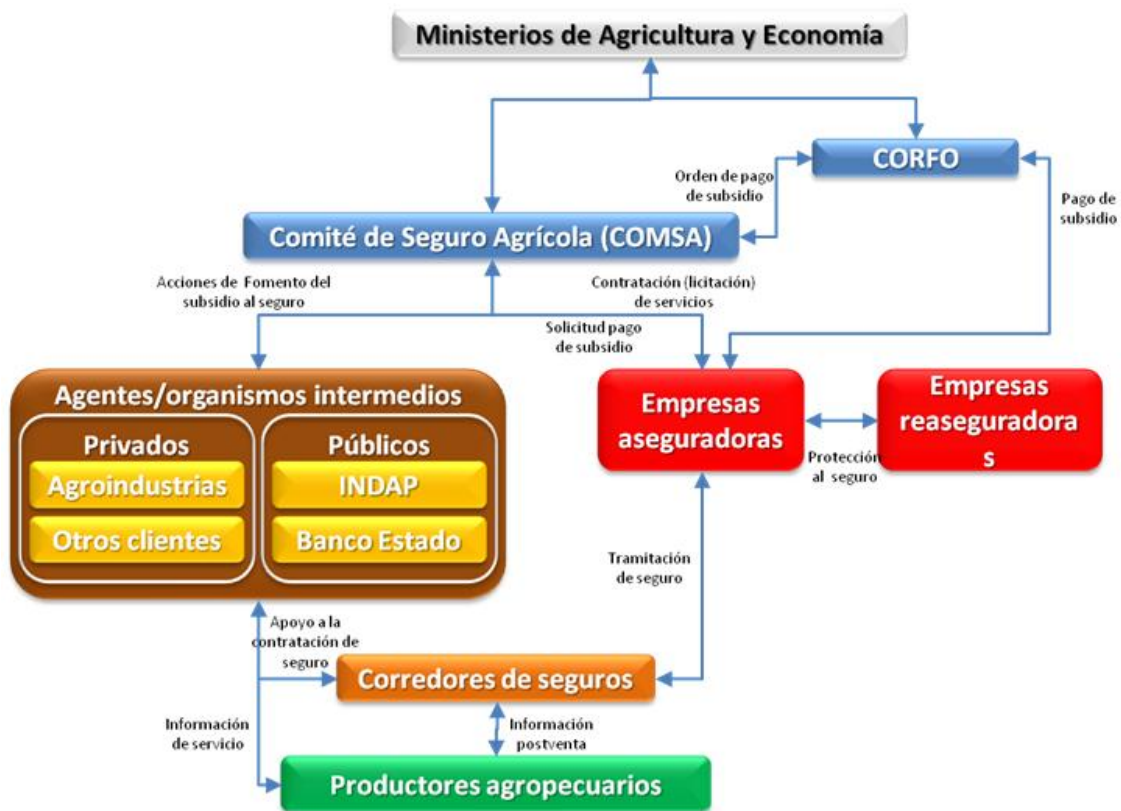 Ministerios de Agricultura y Economía
CORFO
Orden de pago
de subsidio
Pago de
subsidio
Comité de Seguro Agrícola (COMSA)
Acciones de Fomento del
subsidio al seguro
Contratación (licitación)
de servicios
Solicitud pago
de subsidio
Agentes/organismos intermedios
Privados
Agroindustrias
Otros clientes
Públicos
INDAP
Banco Estado
Empresas
aseguradoras
Empresas
reaseguradora
s
Protección
al seguro
Tramitación
de seguro
Apoyo a la
contratación de
seguro
Corredores de seguros
Información
de servicio
Información
postventa
Productores agropecuarios